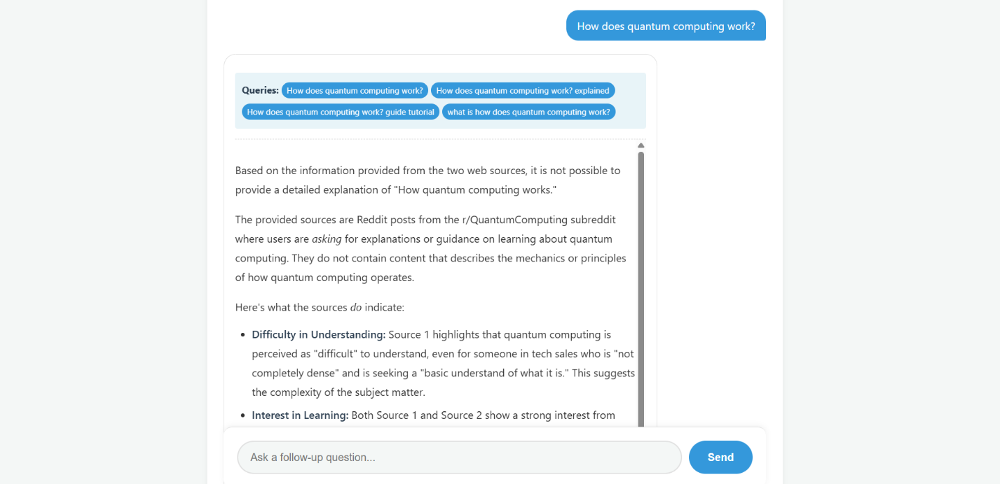 How does quantum computing work?
Queries: How does quantum computing work? How does quantum computing work? explained
How does quantum computing work? guide tutorial what is how does quantum computing work?
Based on the information provided from the two web sources, it is not possible to
provide a detailed explanation of "How quantum computing works."
The provided sources are Reddit posts from the r/QuantumComputing subreddit
where users are asking for explanations or guidance on learning about quantum
computing. They do not contain content that describes the mechanics or principles
of how quantum computing operates.
Here's what the sources do indicate:
• Difficulty in Understanding: Source 1 highlights that quantum computing is
perceived as "difficult" to understand, even for someone in tech sales who is "not
completely dense" and is seeking a "basic understand of what it is." This suggests
the complexity of the subject matter.
• Interest in Learning: Both Source 1 and Source 2 show a strong interest from
Ask a follow-up question...
Send